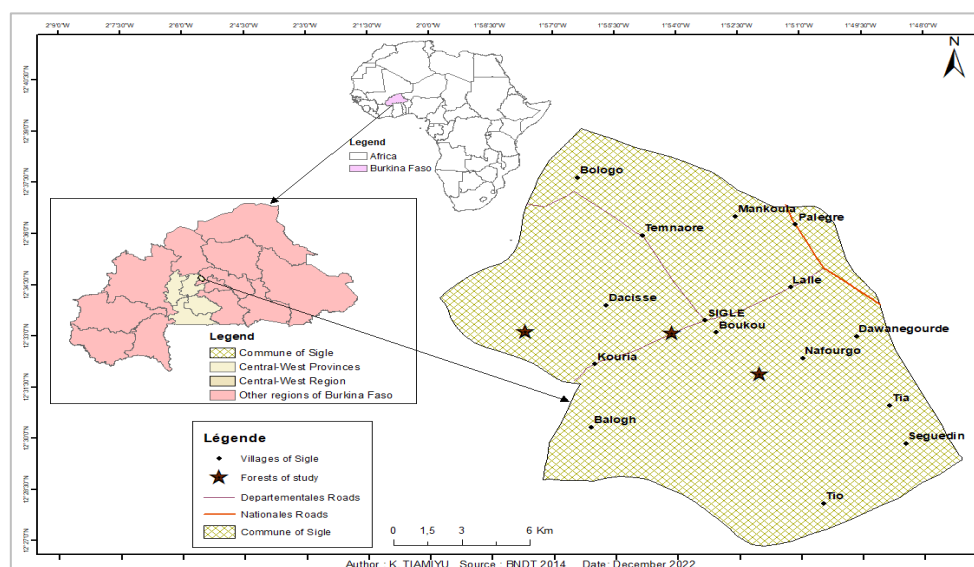 2°9'0"W 2°7'30"W 2°6'0"W 2°4'30"W 2°3'0"W 2°1'30"W 2°0'0"W 1°58'30"W 1°57'0"W 1°55'30"W 1°54'0"W 1°52'30"W 1°51'0"W 1°49'30"W 1°48'0"W
N
Legend
Africa
Burkina Faso
Bologo
Mankoula
Palegre
Temnaore
Lalle
Dacisse
SIGLE
Boukou
Dawanegourde
Kouria
Nafourgo
Tia
Balogh
Seguedin
Tio
Legend
Commune of Sigle
Central-West Provinces
Central-West Region
Other regions of Burkina Faso
Légende
Villages of Sigle
Forests of study
Departementales Roads
Nationales Roads
Commune of Sigle
0 1,5 3 6 Km
Author : K. TIAMIYU Source : BNDT 2014 Date: December 2022